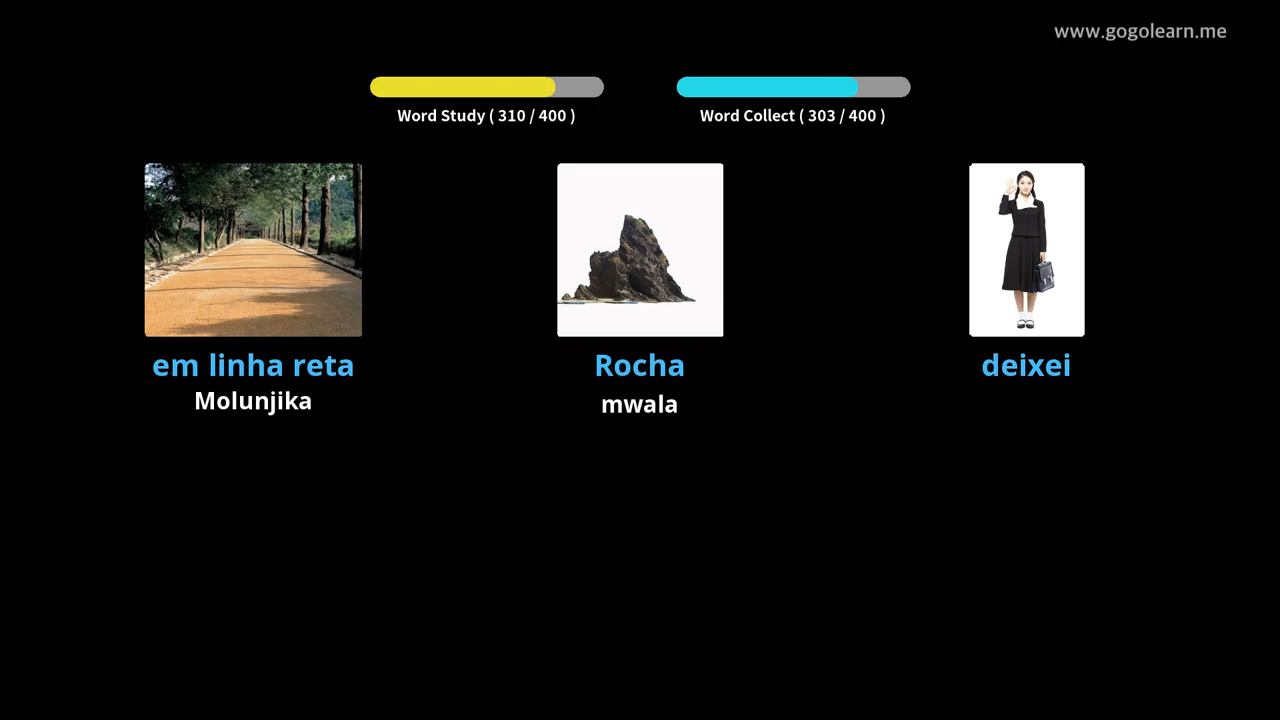 www.gogolearn.me
Word Study ( 310 / 400 )
Word Collect ( 303 / 400 )
em linha reta
Molunjika
Rocha
mwala
deixei